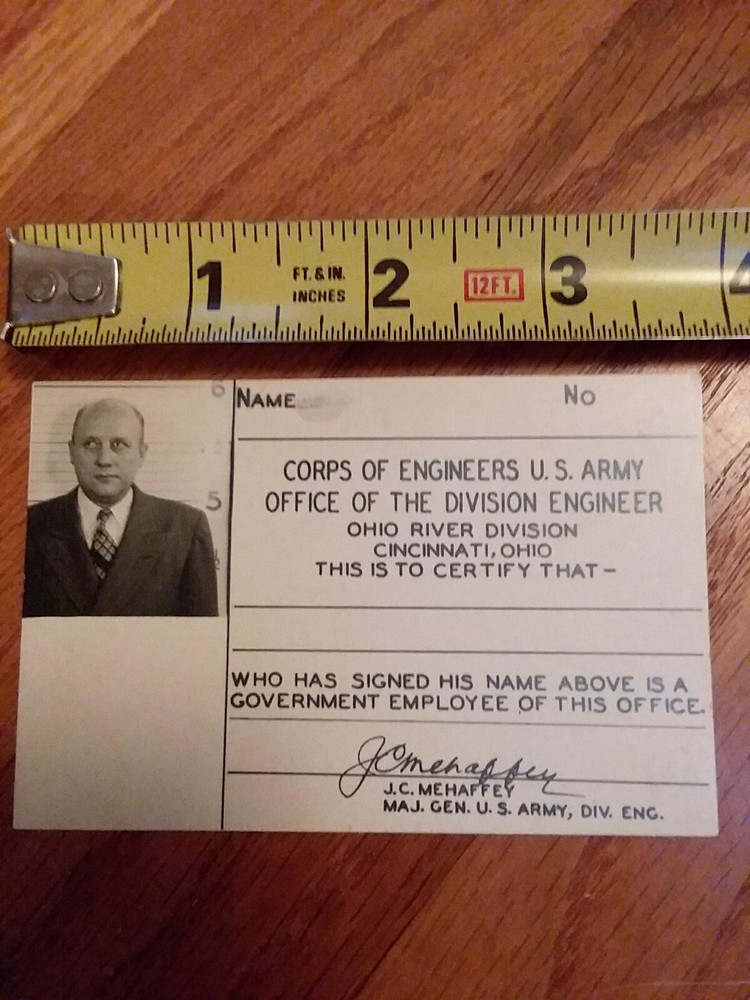 1 FT. & IN. 2 12FT. 3 4
INCHES
6
NAME No
5
CORPS OF ENGINEERS U. S. ARMY
OFFICE OF THE DIVISION ENGINEER
OHIO RIVER DIVISION
CINCINNATI, OHIO
THIS IS TO CERTIFY THAT —
WHO HAS SIGNED HIS NAME ABOVE IS A
GOVERNMENT EMPLOYEE OF THIS OFFICE.
JCMehaffey
J.C. MEHAFFEY
MAJ. GEN. U. S. ARMY, DIV. ENG.